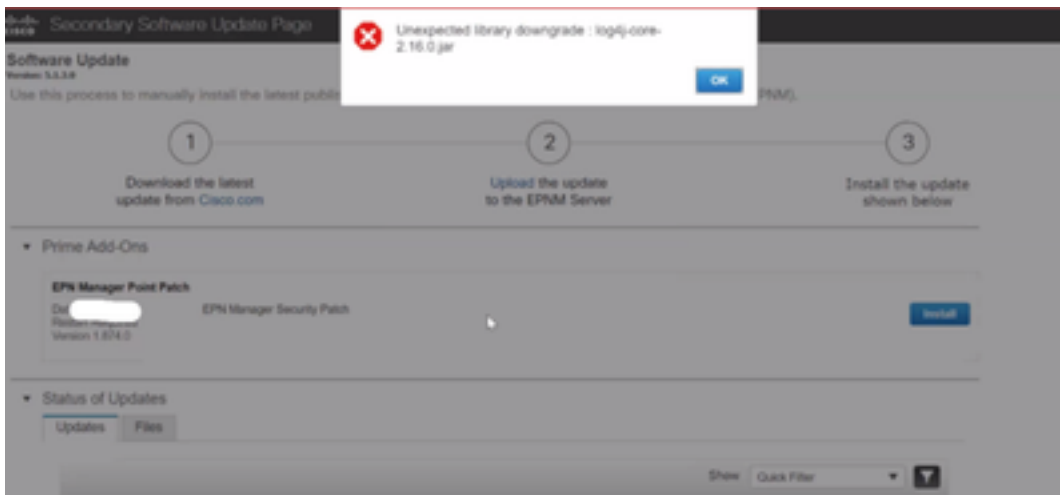 CISCO Secondary Software Update Page
Unexpected library downgrade : log4j-core-
2.16.0.jar
OK
Software Update
Use this process to manually install the latest publis
PNM).
1
2
3
Download the latest
update from Cisco.com
Upload the update
to the EPNM Server
Install the update
shown below
Prime Add-Ons
EPN Manager Point Patch
EPN Manager Security Patch
Version 1.874.0
Install
Status of Updates
Updates
Files
Show
Quick Filter